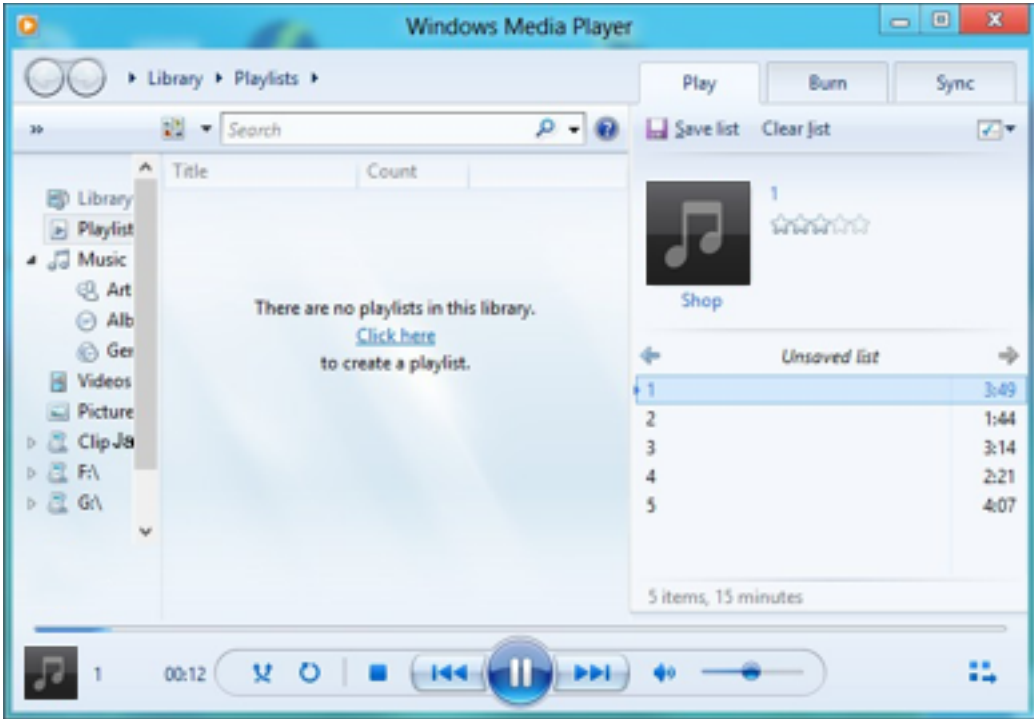 Windows Media Player
Library Playlists
Play Burn Sync
Search
Save list Clear list
Title Count
Library
Playlist
Music
Art
Alb
Ger
Videos
Picture
Clip Ja
F:\
G:\
There are no playlists in this library.
Click here
to create a playlist.
1
Shop
Unsaved list
1 3:49
2 1:44
3 3:14
4 2:21
5 4:07
5 items, 15 minutes
1 00:12